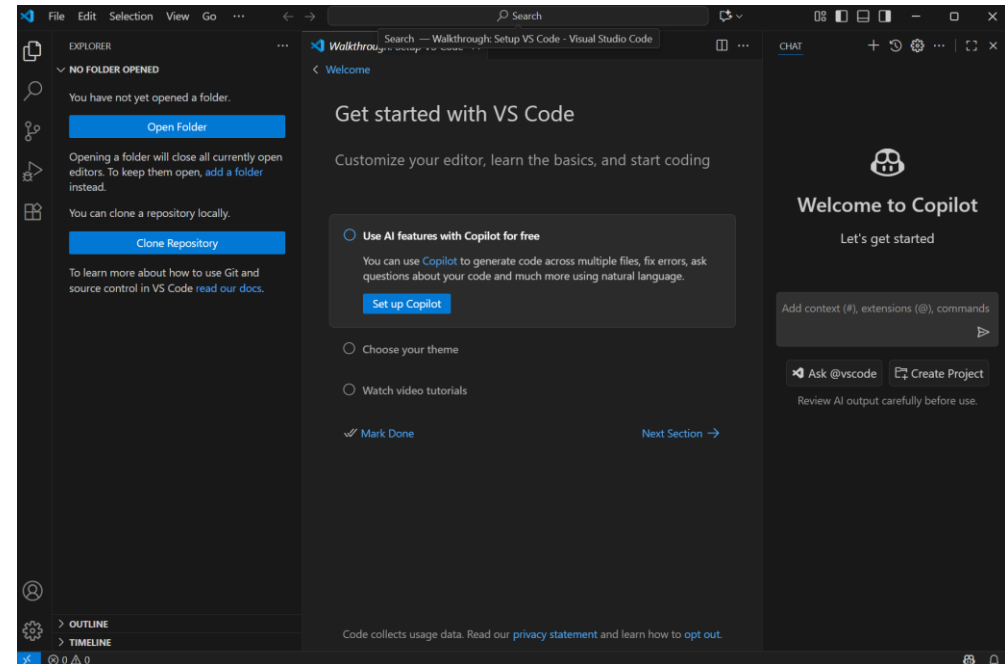 File Edit Selection View Go ···
Search
Search — Walkthrough: Setup VS Code - Visual Studio Code
EXPLORER
NO FOLDER OPENED
You have not yet opened a folder.
Open Folder
Opening a folder will close all currently open
editors. To keep them open, add a folder
instead.
You can clone a repository locally.
Clone Repository
To learn more about how to use Git and
source control in VS Code read our docs.
OUTLINE
TIMELINE
0 0
Walkthrough: Setup VS Code
Welcome
Get started with VS Code
Customize your editor, learn the basics, and start coding
Use AI features with Copilot for free
You can use Copilot to generate code across multiple files, fix errors, ask
questions about your code and much more using natural language.
Set up Copilot
Choose your theme
Watch video tutorials
Mark Done
Next Section
Code collects usage data. Read our privacy statement and learn how to opt out.
CHAT
Welcome to Copilot
Let's get started
Add context (#), extensions (@), commands
Ask @vscode
Create Project
Review AI output carefully before use.